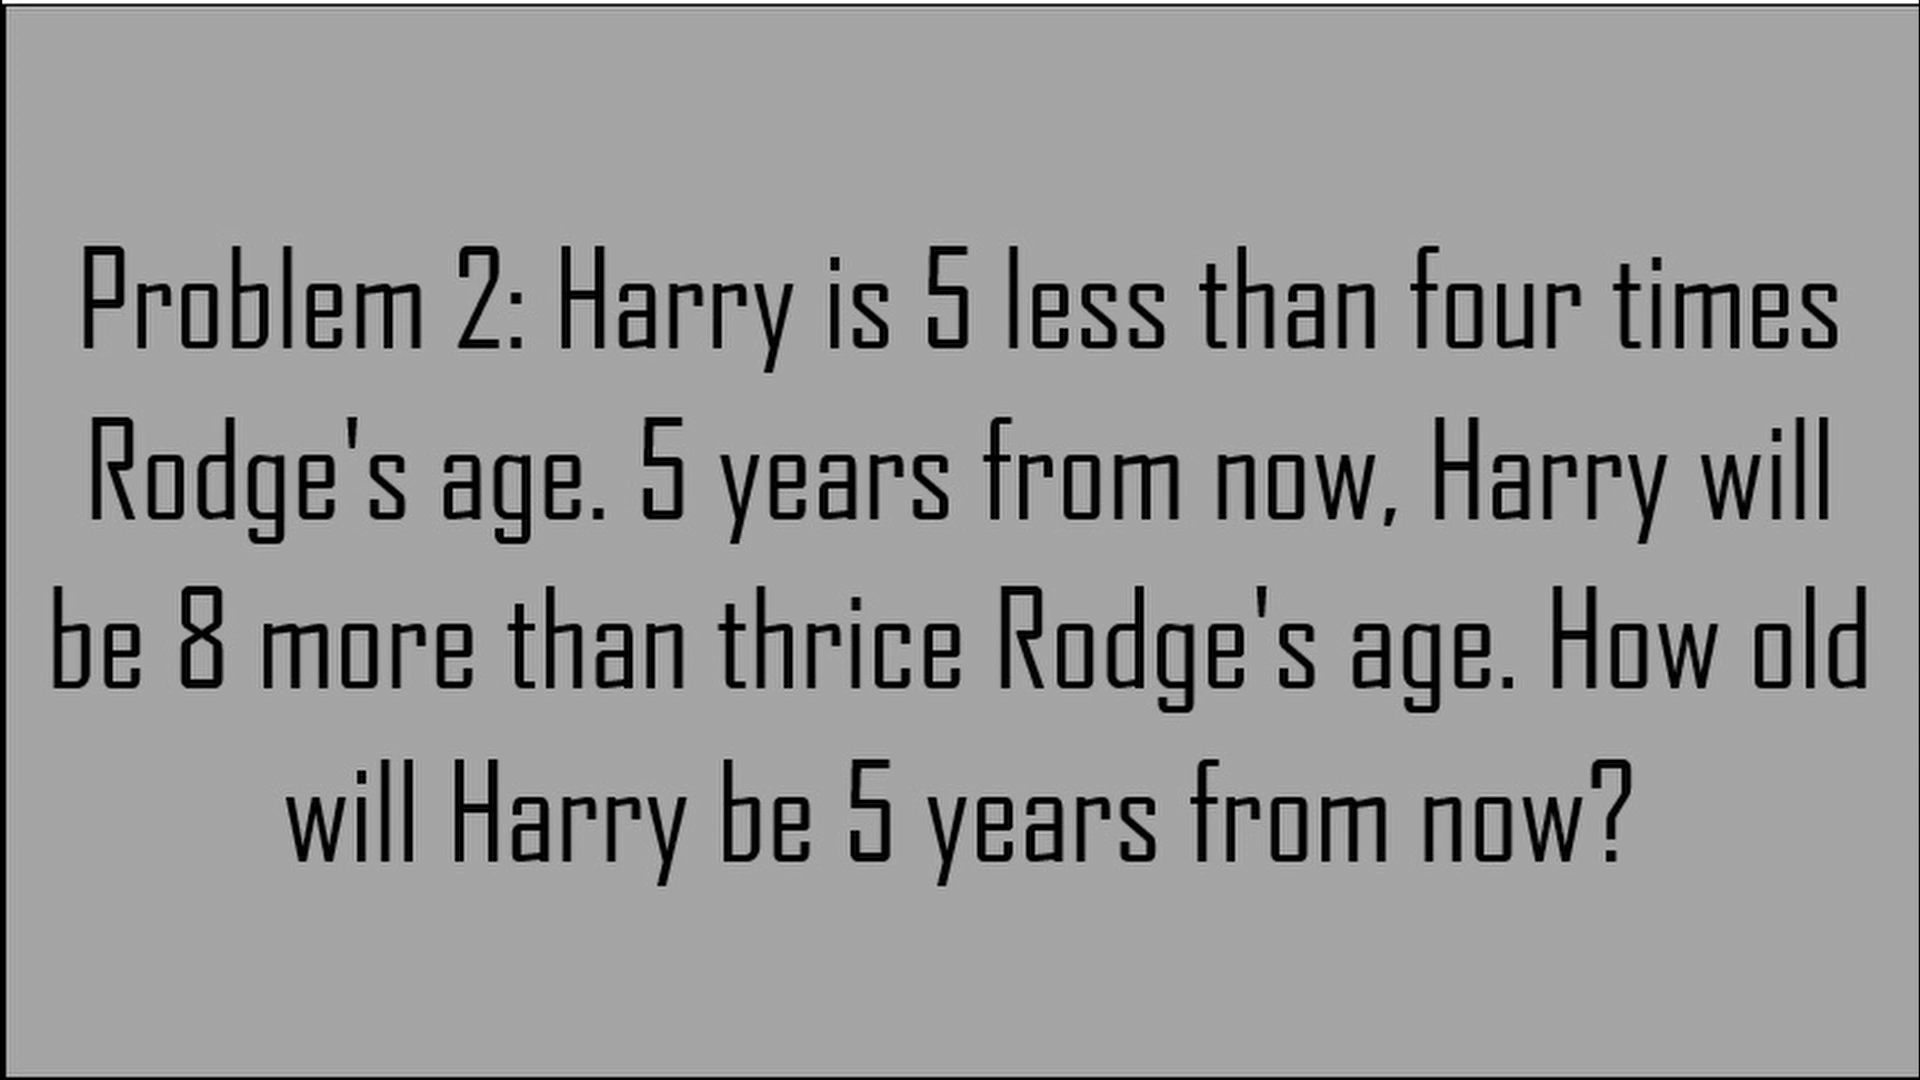 Problem 2: Harry is 5 less than four times
Rodge's age. 5 years from now, Harry will
be 8 more than thrice Rodge's age. How old
will Harry be 5 years from now?